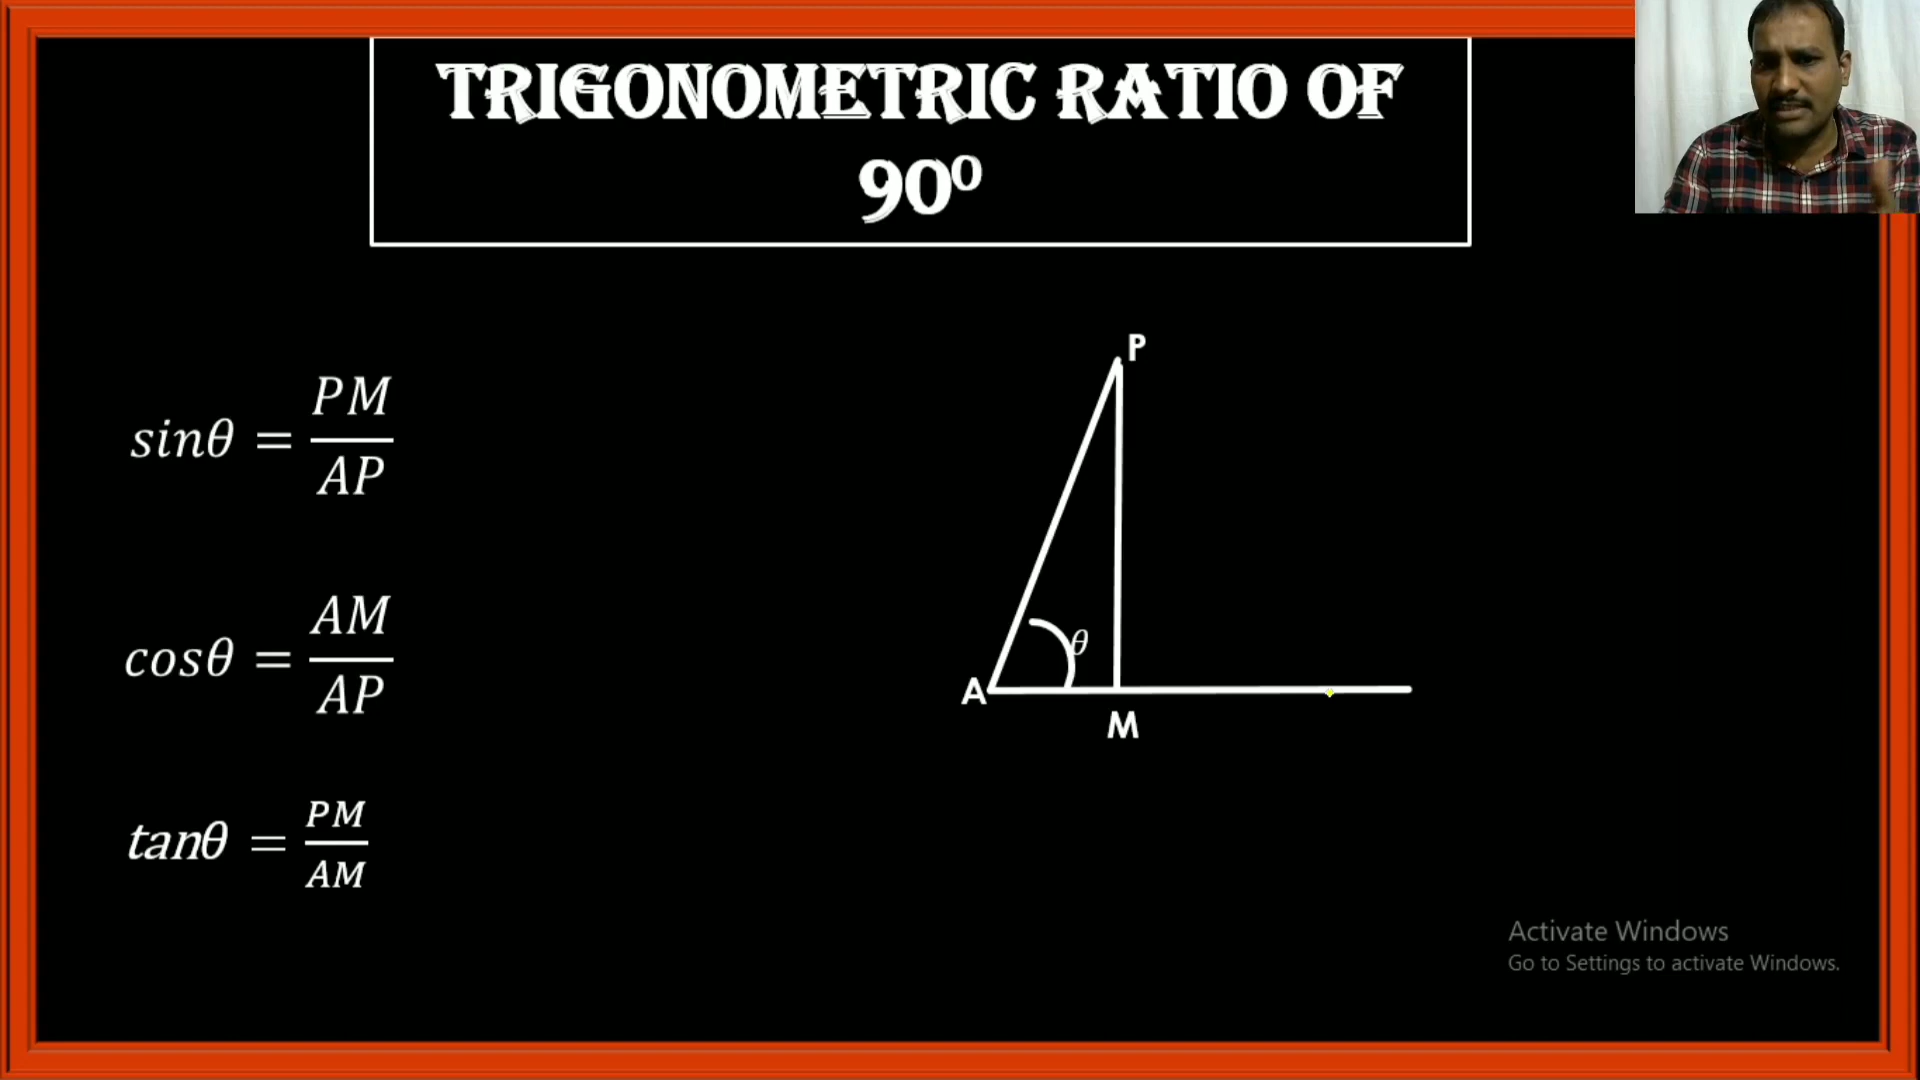 TRIGONOMETRIC RATIO OF
90⁰
sinθ = PM/AP
cosθ = AM/AP
tanθ = PM/AM
P
θ
A
M
Activate Windows
Go to Settings to activate Windows.